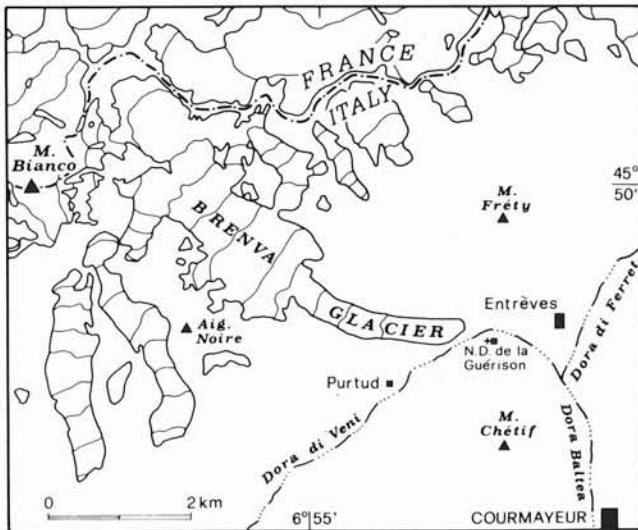 FRANCE
ITALY
M.
Bianco
45°
50'
M.
Fréty
BRENVA
GLACIER
Entrèves
Aig.
Noire
N.D. de la
Guérison
Dora di Ferret
Purtud
Dora di Veni
M.
Chétif
Dora Baltea
0 2 km
6°55'
COURMAYEUR